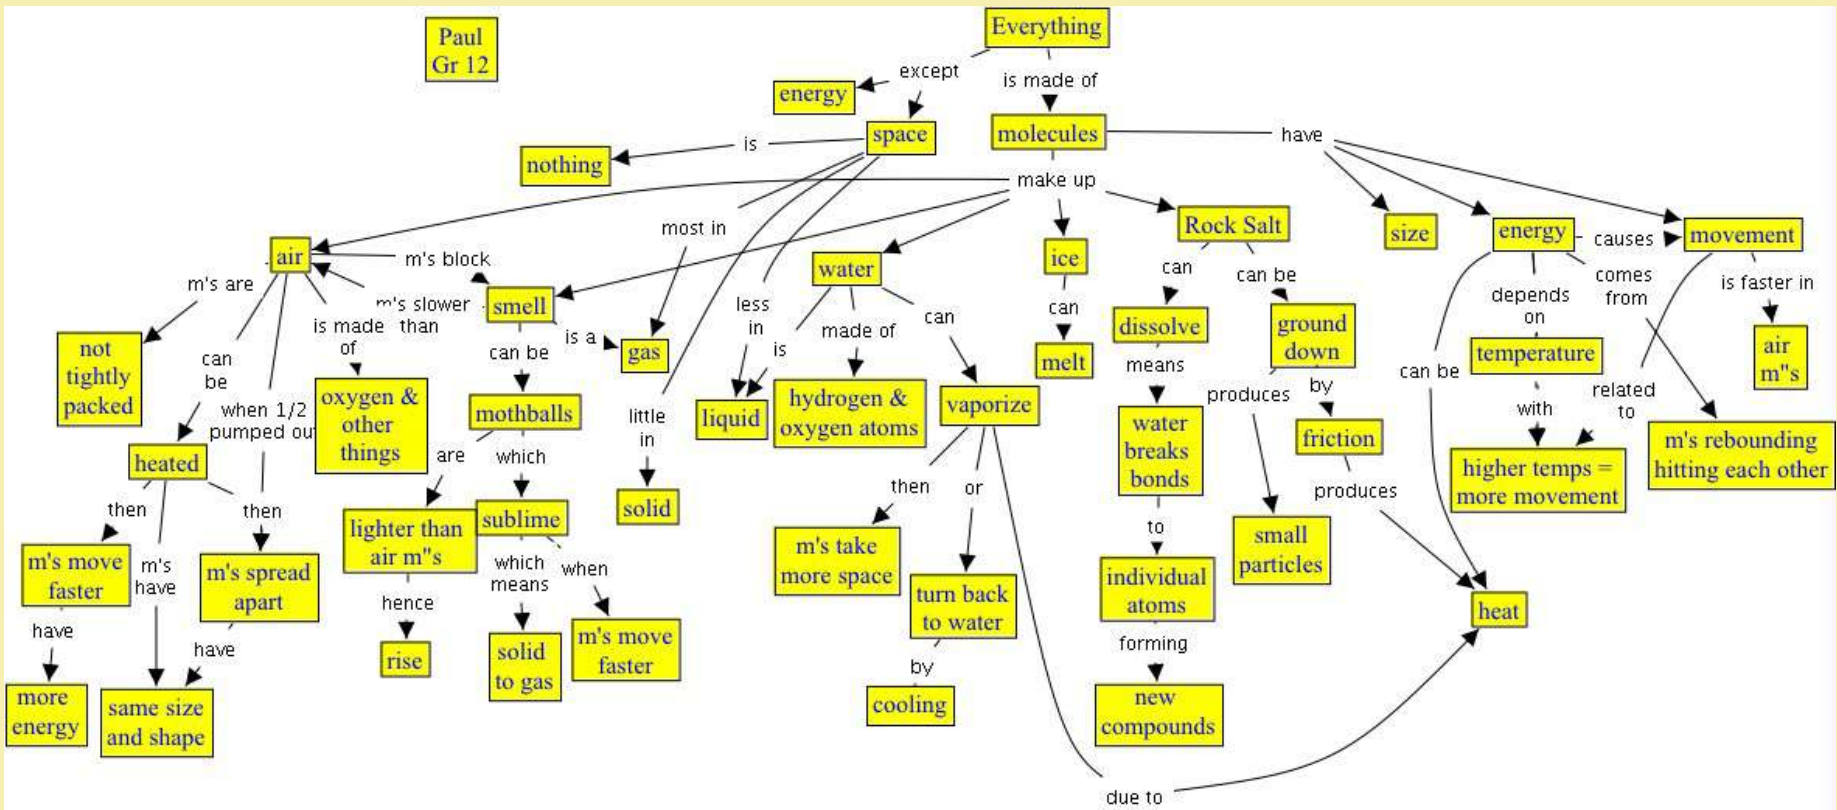 Paul
Gr 12
Everything
except
is made of
energy
space
molecules
have
is
nothing
make up
air
m's block
most in
water
ice
Rock Salt
size
energy
causes
movement
m's are
m's slower
than
smell
is a
gas
less
in
is
made of
can
can
can
can be
depends
on
comes
from
is faster in
not
tightly
packed
can
be
is made
of
can be
dissolve
ground
down
melt
temperature
air
m"s
when 1/2
pumped ou
oxygen &
other
things
mothballs
little
in
liquid
hydrogen &
oxygen atoms
vaporize
means
produces
by
can be
with
related
to
heated
are
which
water
breaks
bonds
friction
higher temps =
more movement
m's rebounding
hitting each other
then
m's
have
then
lighter than
air m"s
sublime
solid
then
or
to
small
particles
produces
m's move
faster
m's spread
apart
which
means
when
m's take
more space
turn back
to water
individual
atoms
heat
have
have
hence
rise
solid
to gas
m's move
faster
by
cooling
forming
new
compounds
more
energy
same size
and shape
due to